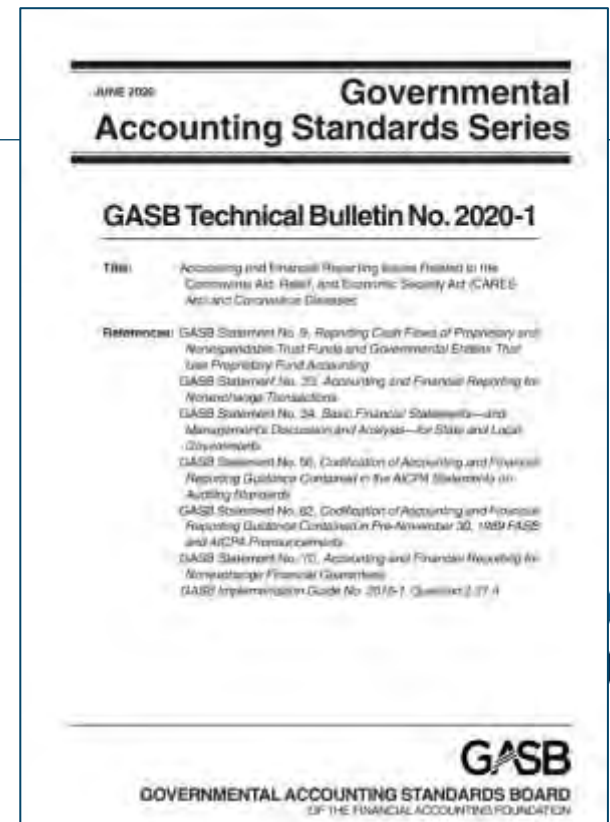 JUNE 2020
Governmental
Accounting Standards Series
GASB Technical Bulletin No. 2020-1
Title: Accounting and Financial Reporting Issues Related to the
Coronavirus Aid, Relief, and Economic Security Act (CARES
Act) and Coronavirus Diseases
References: GASB Statement No. 9, Reporting Cash Flows of Proprietary and
Nonexpendable Trust Funds and Governmental Entities That
Use Proprietary Fund Accounting
GASB Statement No. 33, Accounting and Financial Reporting for
Nonexchange Transactions
GASB Statement No. 34, Basic Financial Statements—and
Management's Discussion and Analysis—for State and Local
Governments
GASB Statement No. 56, Codification of Accounting and Financial
Reporting Guidance Contained in the AICPA Statements on
Auditing Standards
GASB Statement No. 62, Codification of Accounting and Financial
Reporting Guidance Contained in Pre-November 30, 1989 FASB
and AICPA Pronouncements
GASB Statement No. 70, Accounting and Financial Reporting for
Nonexchange Financial Guarantees
GASB Implementation Guide No. Question
GASB
GOVERNMENTAL ACCOUNTING STANDARDS BOARD
OF THE FINANCIAL ACCOUNTING FOUNDATION